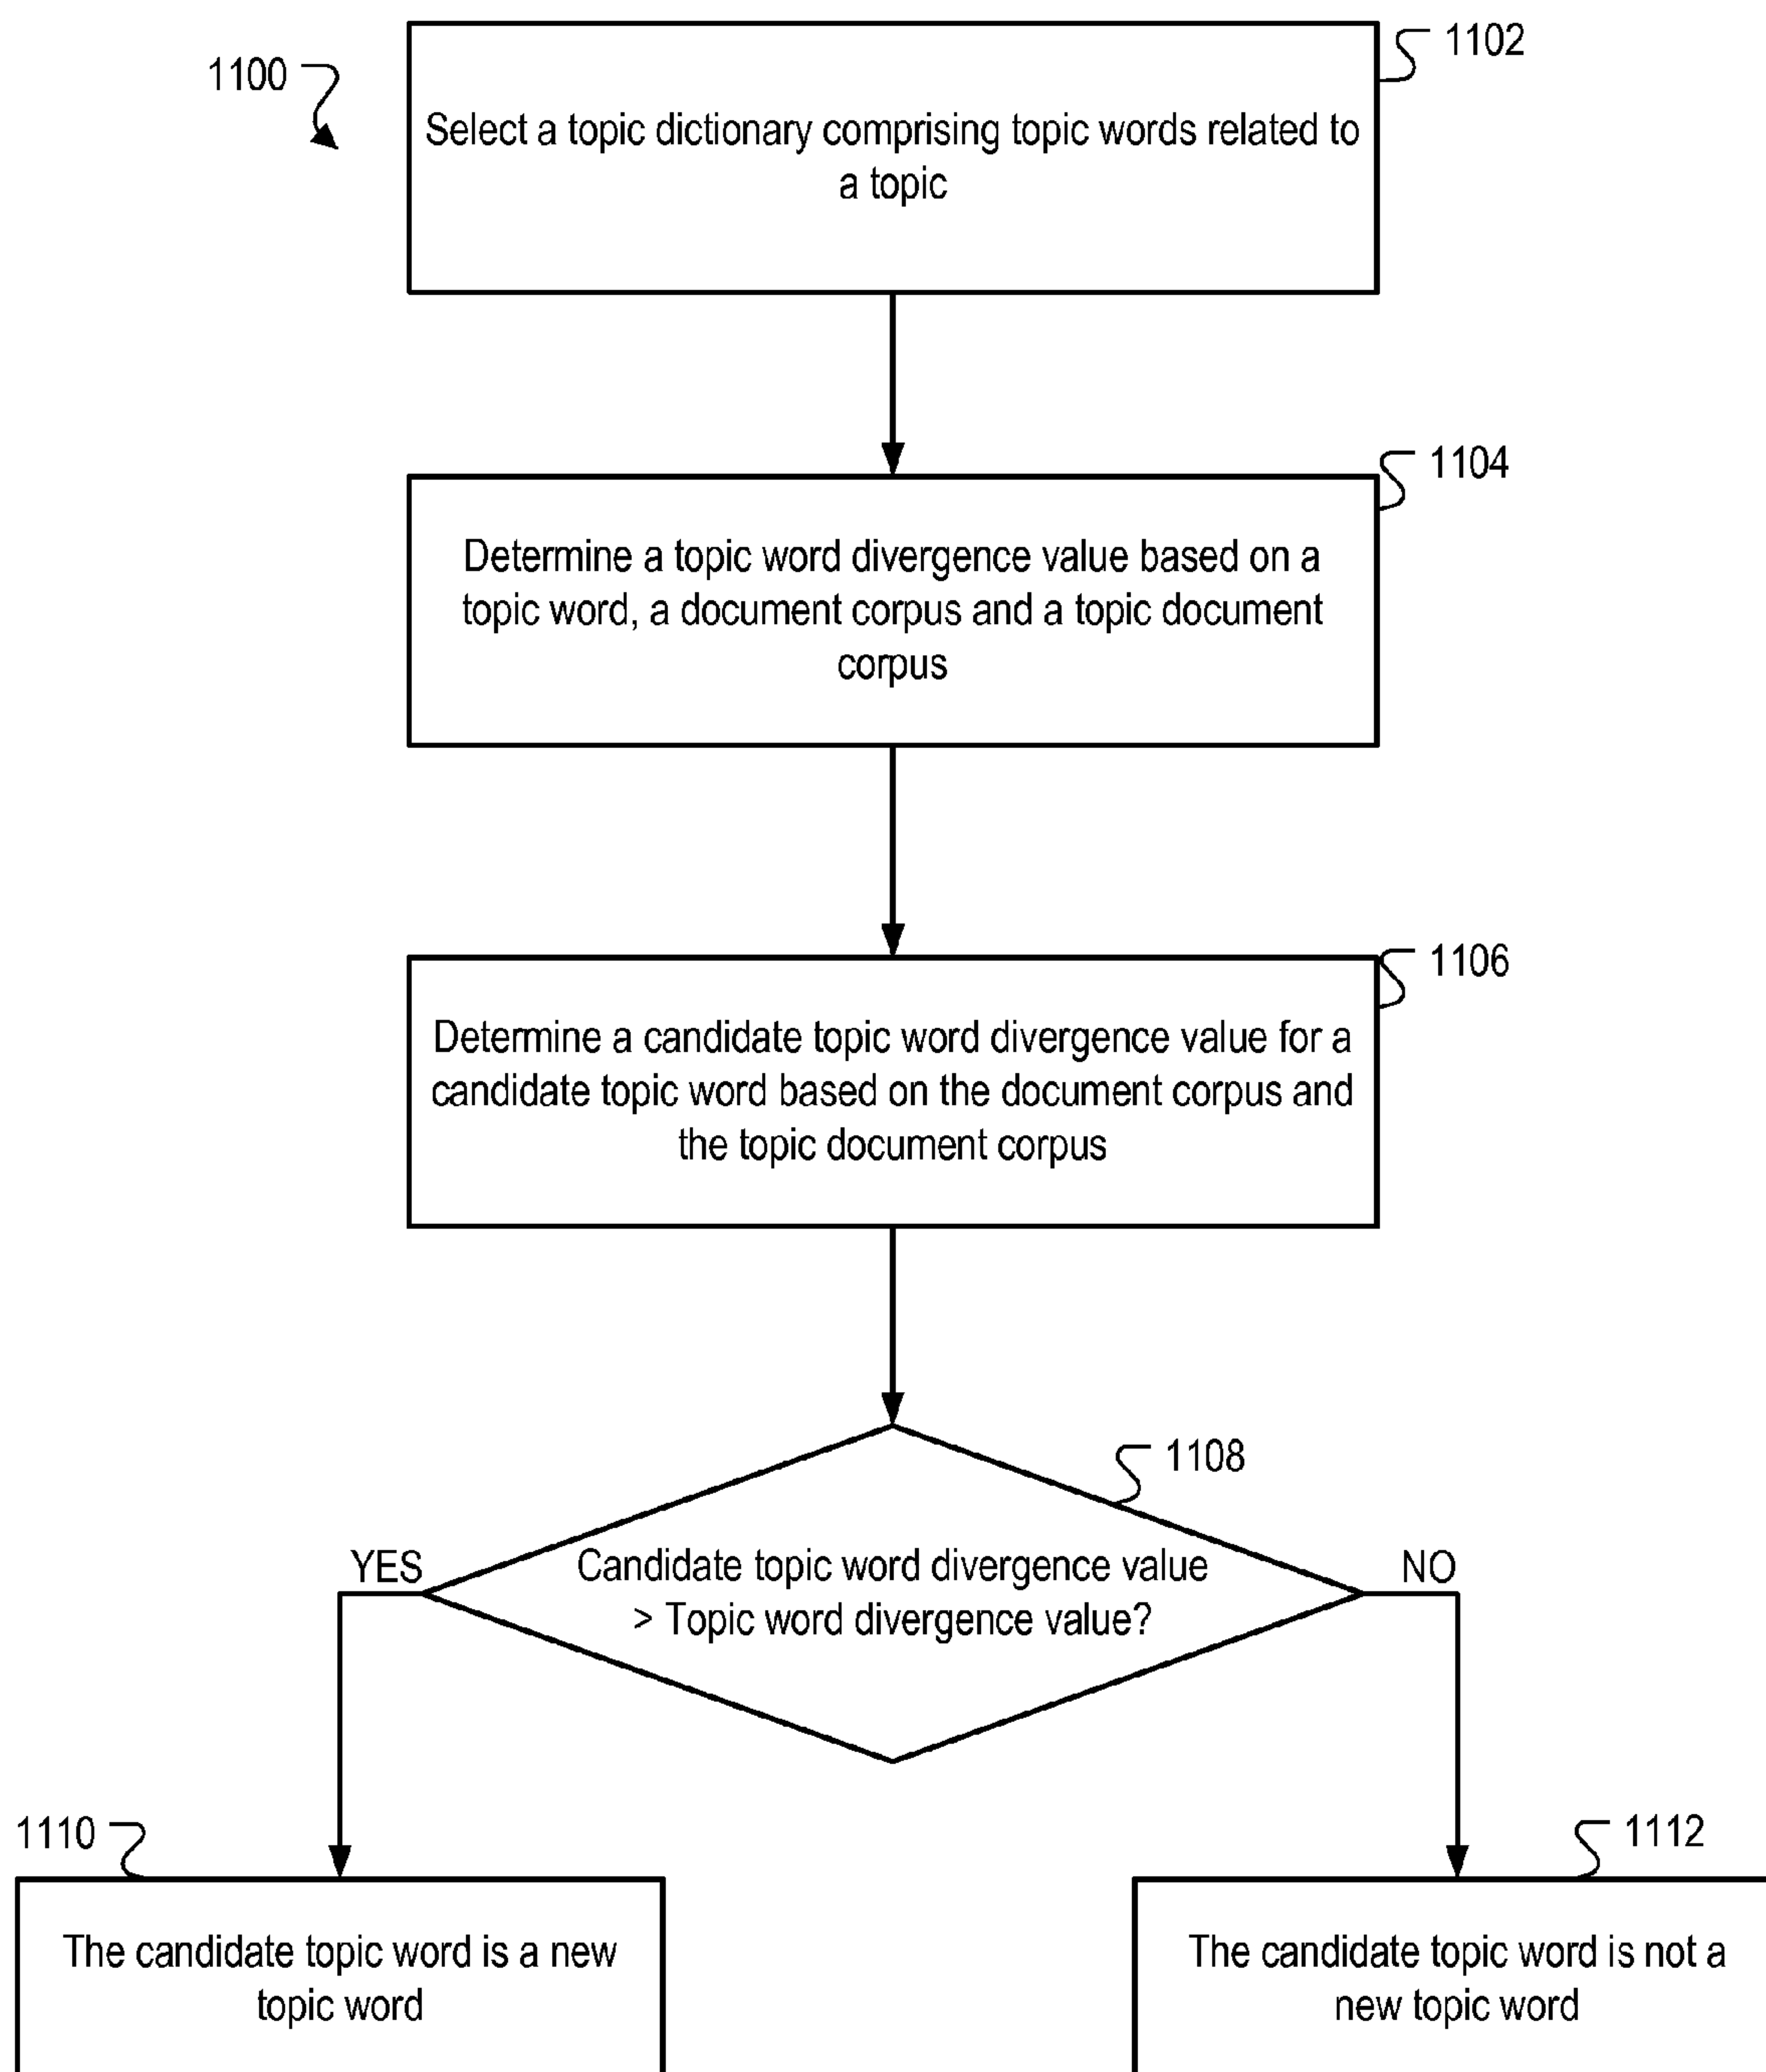 1100
1102
Select a topic dictionary comprising topic words related to
a topic
1104
Determine a topic word divergence value based on a
topic word, a document corpus and a topic document
corpus
1106
Determine a candidate topic word divergence value for a
candidate topic word based on the document corpus and
the topic document corpus
1108
YES
Candidate topic word divergence value
> Topic word divergence value?
NO
1110
The candidate topic word is a new
topic word
1112
The candidate topic word is not a
new topic word